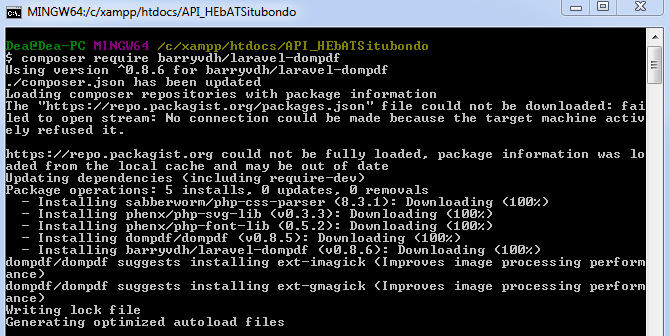 MINGW64:/c/xampp/htdocs/API_HEbATSitubondo
Dea@Dea-PC MINGW64 /c/xampp/htdocs/API_HEbATSitubondo
$ composer require barryvdh/laravel-dompdf
Using version ^0.8.6 for barryvdh/laravel-dompdf
./composer.json has been updated
Loading composer repositories with package information
The "https://repo.packagist.org/packages.json" file could not be downloaded: fai
led to open stream: No connection could be made because the target machine activ
ely refused it.
https://repo.packagist.org could not be fully loaded, package information was lo
aded from the local cache and may be out of date
Updating dependencies (including require-dev)
Package operations: 5 installs, 0 updates, 0 removals
- Installing sabberworm/php-css-parser (8.3.1): Downloading (100%)
- Installing phenx/php-svg-lib (v0.3.3): Downloading (100%)
- Installing phenx/php-font-lib (0.5.2): Downloading (100%)
- Installing dompdf/dompdf (v0.8.5): Downloading (100%)
- Installing barryvdh/laravel-dompdf (v0.8.6): Downloading (100%)
dompdf/dompdf suggests installing ext-imagick (Improves image processing perform
ance)
dompdf/dompdf suggests installing ext-gmagick (Improves image processing perform
ance)
Writing lock file
Generating optimized autoload files